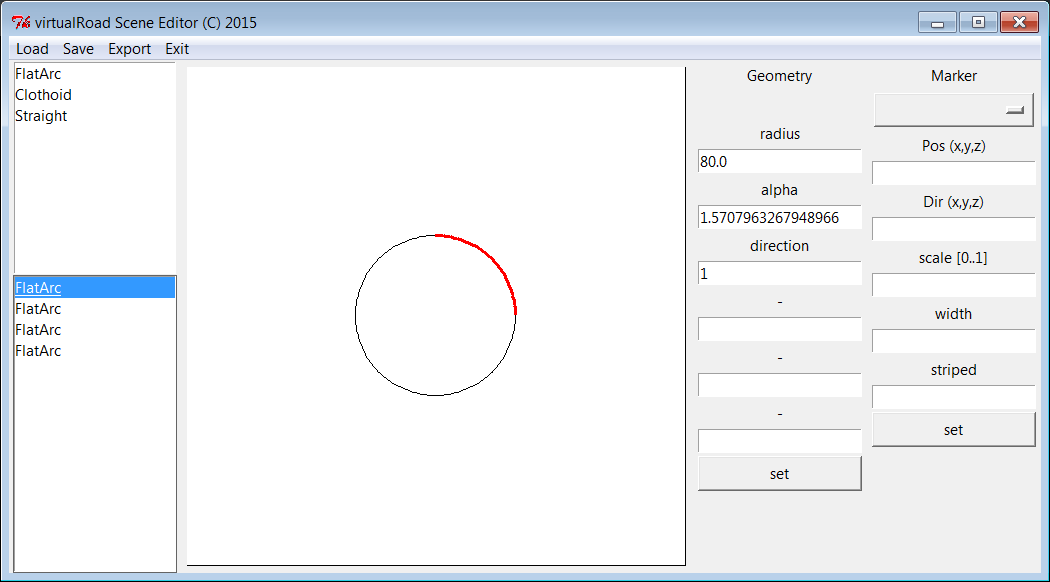 virtualRoad Scene Editor (C) 2015
Load Save Export Exit
FlatArc
Clothoid
Straight
FlatArc
FlatArc
FlatArc
FlatArc
Geometry
radius
80.0
alpha
1.5707963267948966
direction
1
-
-
-
set
Marker
Pos (x,y,z)
Dir (x,y,z)
scale [0..1]
width
striped
set